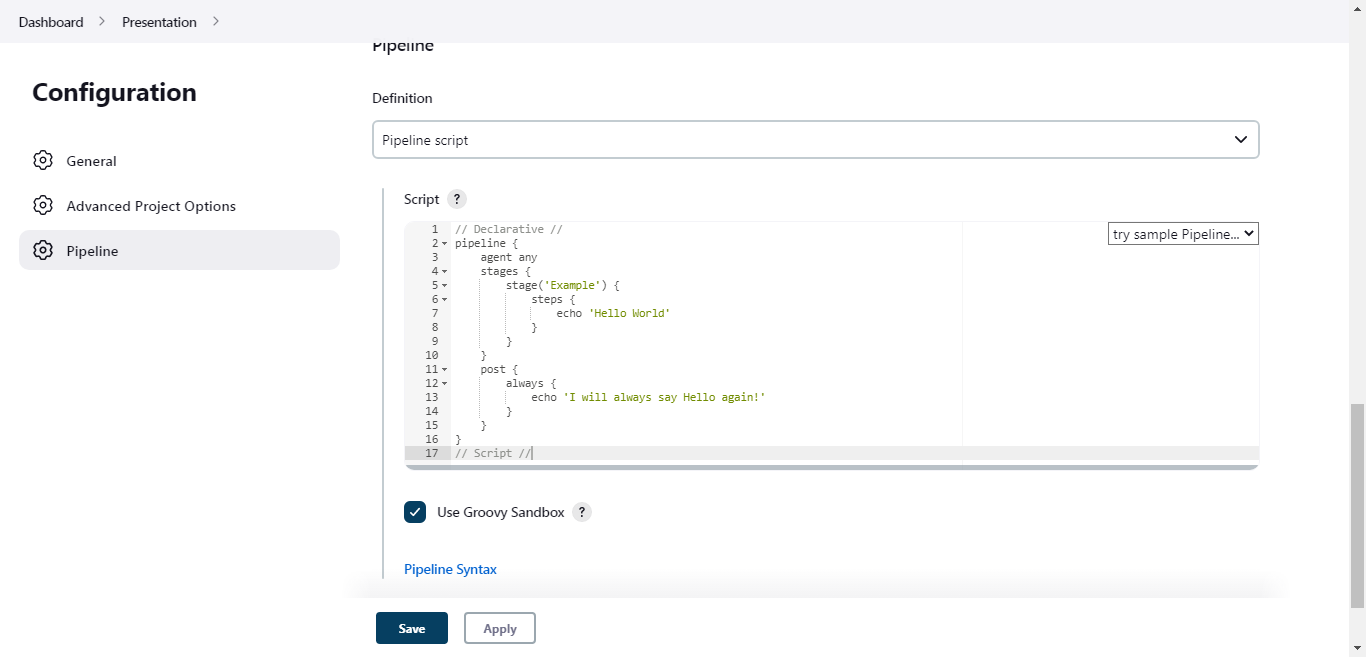 Dashboard > Presentation >
Pipeline
Configuration
General
Advanced Project Options
Pipeline
Definition
Pipeline script
Script ?
try sample Pipeline...
1 // Declarative //
2 pipeline {
3     agent any
4     stages {
5         stage('Example') {
6             steps {
7                 echo 'Hello World'
8             }
9         }
10     }
11     post {
12         always {
13             echo 'I will always say Hello again!'
14         }
15     }
16 }
17 // Script //
Use Groovy Sandbox ?
Pipeline Syntax
Save Apply